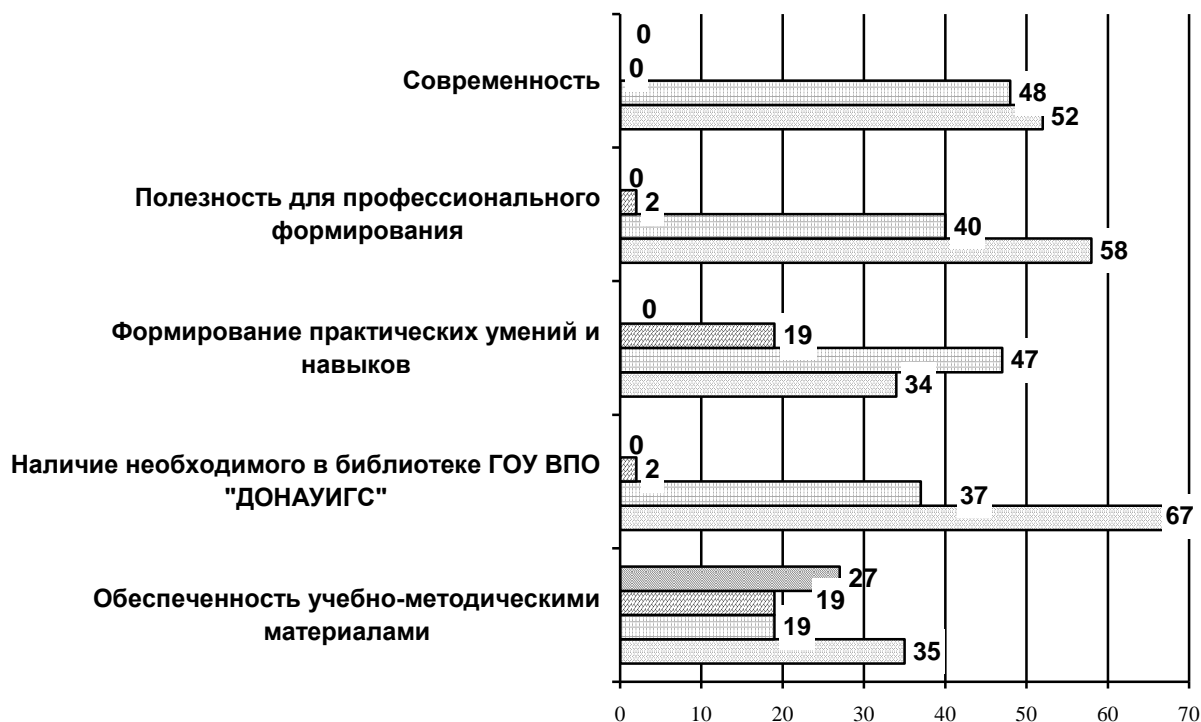 0
0
Современность
48
52
0
Полезность для профессионального
2
формирования
40
58
0
Формирование практических умений и
19
навыков
47
34
0
Наличие необходимого в библиотеке ГОУ ВПО
2
"ДОНАУИГС"
37
67
27
Обеспеченность учебно-методическими
19
материалами
19
35
0 10 20 30 40 50 60 70